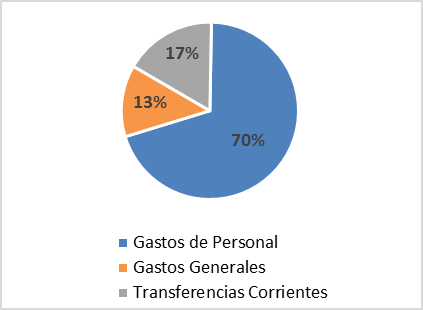 17%
13%
70%
Gastos de Personal
Gastos Generales
Transferencias Corrientes